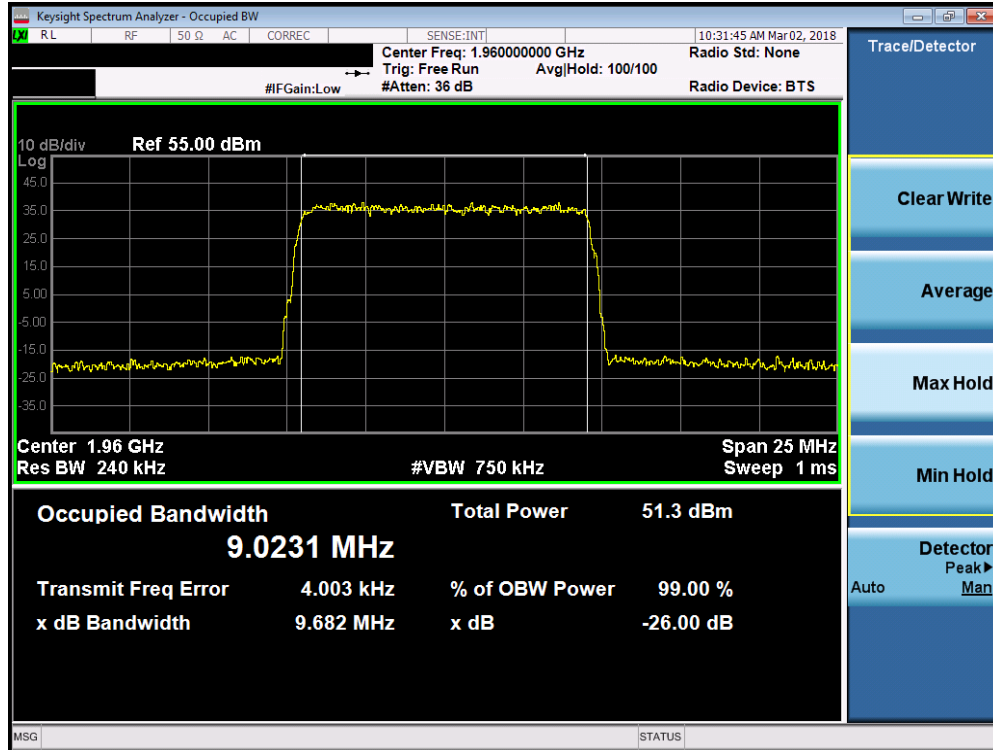 Keysight Spectrum Analyzer - Occupied BW
LXI RL RF 50 Ω AC CORREC SENSE:INT 10:31:45 AM Mar 02, 2018
Center Freq: 1.960000000 GHz Radio Std: None
Trig: Free Run Avg|Hold: 100/100
#IFGain:Low #Atten: 36 dB Radio Device: BTS
Trace/Detector
10 dB/div Ref 55.00 dBm
Log
45.0
35.0
25.0
15.0
5.00
-5.00
-15.0
-25.0
-35.0
Center 1.96 GHz Span 25 MHz
Res BW 240 kHz #VBW 750 kHz Sweep 1 ms
Occupied Bandwidth Total Power 51.3 dBm
9.0231 MHz
Transmit Freq Error 4.003 kHz % of OBW Power 99.00 %
x dB Bandwidth 9.682 MHz x dB -26.00 dB
Clear Write
Average
Max Hold
Min Hold
Detector
Peak▶
Auto Man
MSG STATUS